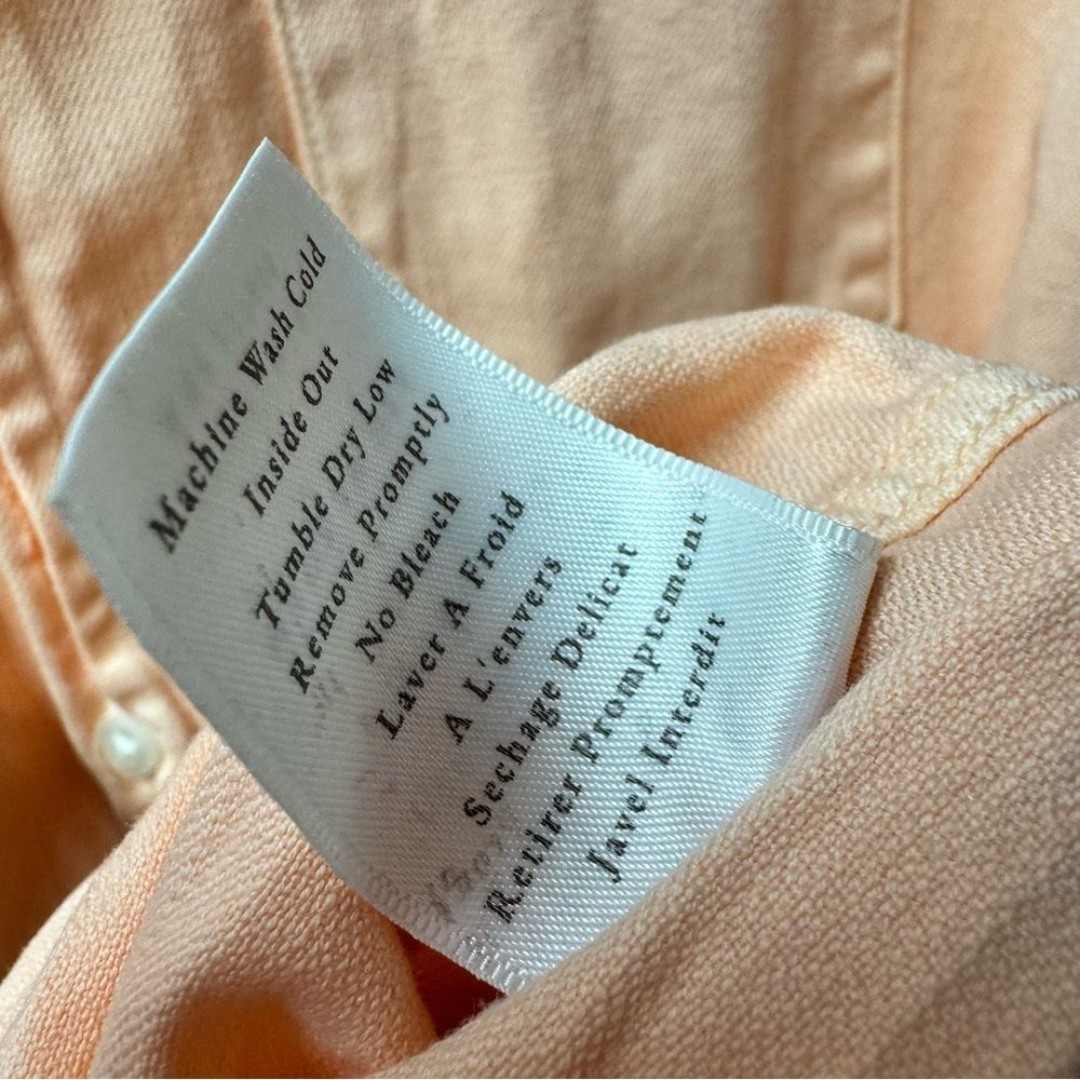 Machine Wash Cold
Inside Out
Tumble Dry Low
Remove Promptly
No Bleach
Laver A Froid
A L'envers
Sechage Delicat
Retirer Promptement
Javel Interdit